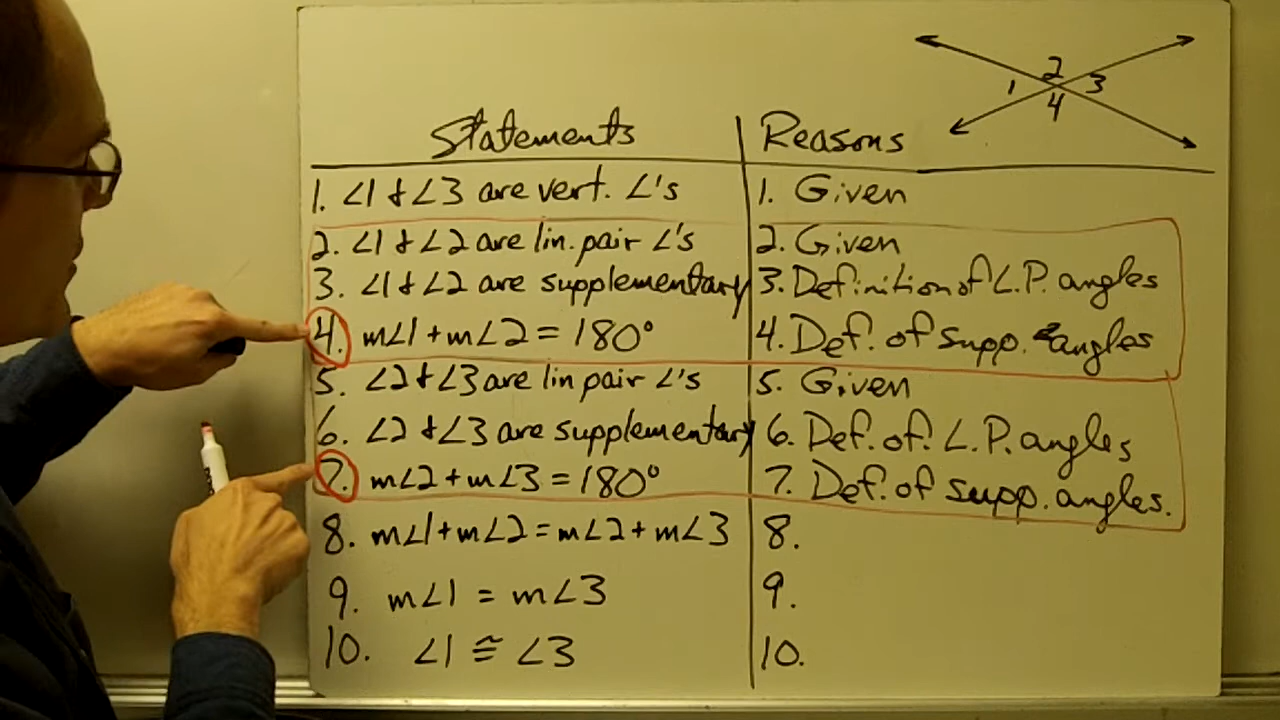 2
1 3
4
Statements Reasons
1. ∠1 & ∠3 are vert. ∠'s 1. Given
2. ∠1 & ∠2 are lin. pair ∠'s 2. Given
3. ∠1 & ∠2 are supplementary 3. Definition of L.P. angles
4. m∠1 + m∠2 = 180° 4. Def. of supp. angles
5. ∠2 & ∠3 are lin pair ∠'s 5. Given
6. ∠2 & ∠3 are supplementary 6. Def. of. L.P. angles
7. m∠2 + m∠3 = 180° 7. Def. of supp. angles.
8. m∠1 + m∠2 = m∠2 + m∠3 8.
9. m∠1 = m∠3 9.
10. ∠1 ≅ ∠3 10.